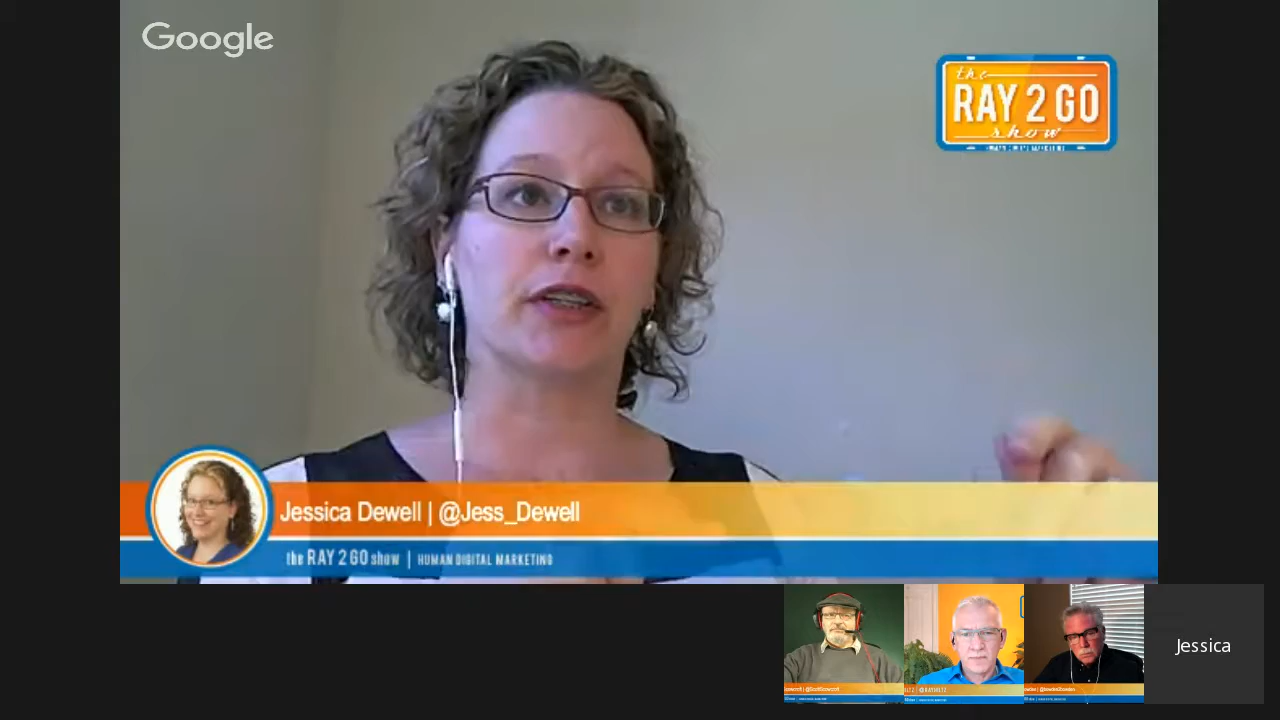 Google
the
RAY 2 GO
show
Jessica Dewell | @Jess_Dewell
the RAY 2 GO show | HUMAN DIGITAL MARKETING
Jessica